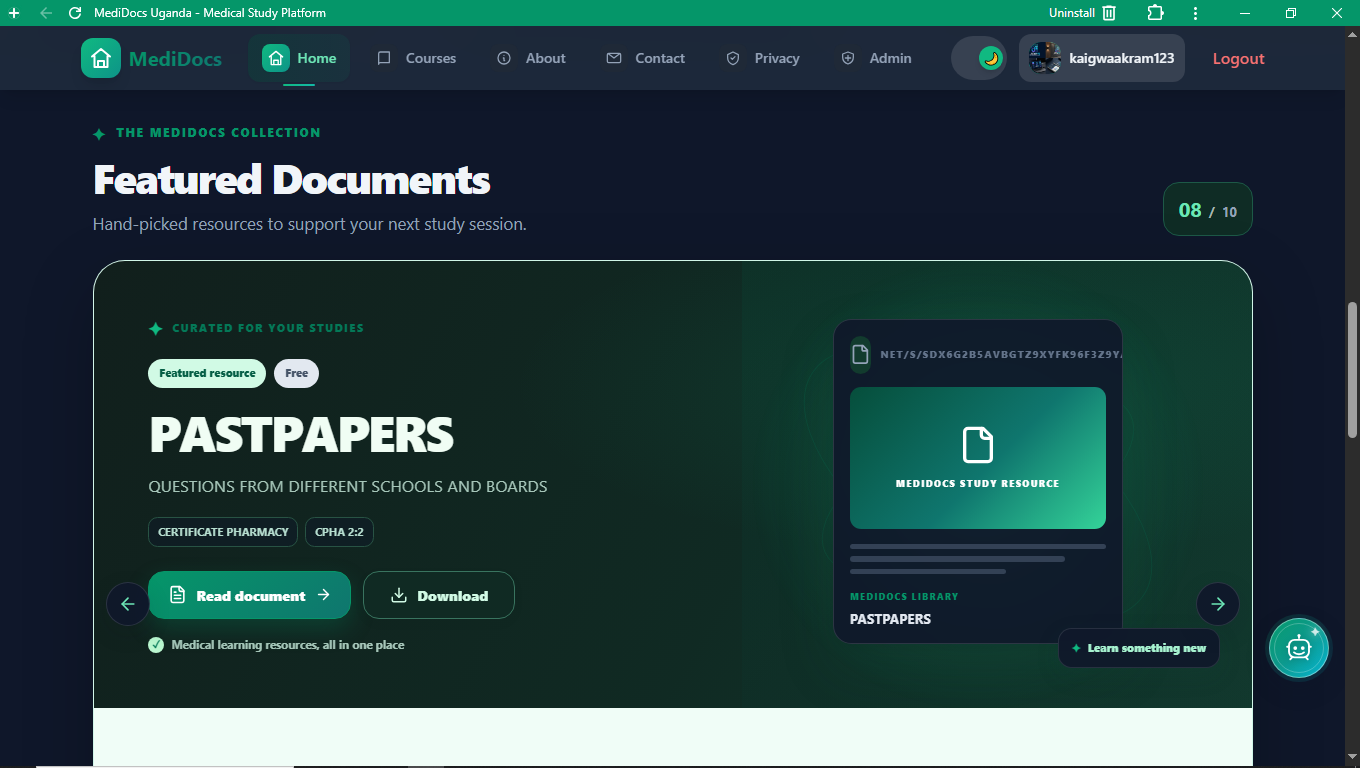 MediDocs Uganda - Medical Study Platform
Uninstall
MediDocs
Home
Courses
About
Contact
Privacy
Admin
kaigwaakram123
Logout
THE MEDIDOCS COLLECTION
Featured Documents
Hand-picked resources to support your next study session.
08 / 10
CURATED FOR YOUR STUDIES
Featured resource
Free
PASTPAPERS
QUESTIONS FROM DIFFERENT SCHOOLS AND BOARDS
CERTIFICATE PHARMACY
CPHA 2:2
Read document
Download
Medical learning resources, all in one place
NET/S/SDX6G2B5AVBGTZ9XYFK96F3Z9Y
MEDIDOCS STUDY RESOURCE
MEDIDOCS LIBRARY
PASTPAPERS
Learn something new